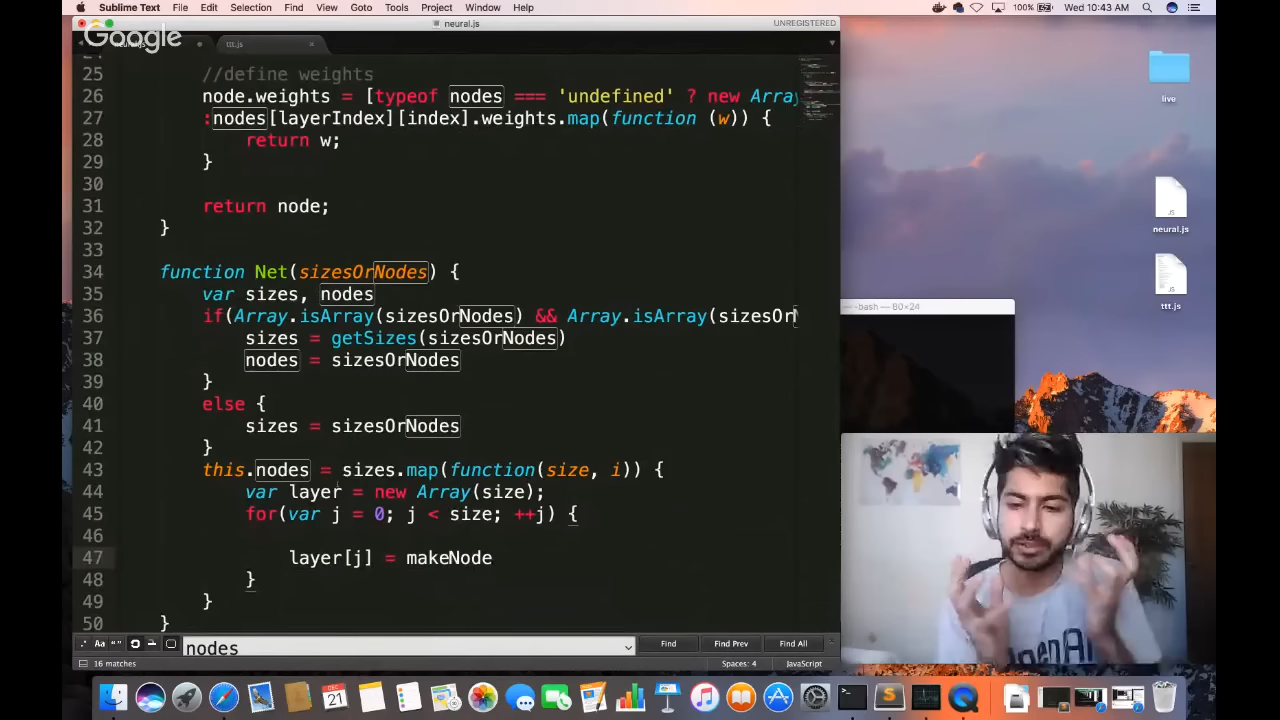 Sublime Text File Edit Selection Find View Goto Tools Project Window Help 100% Wed 10:43 AM
neural.js UNREGISTERED
Google
ttt.js
25 //define weights
26 node.weights = [typeof nodes === 'undefined' ? new Array
27 :nodes[layerIndex][index].weights.map(function (w)) {
28 return w;
29 }
30
31 return node;
32 }
33
34 function Net(sizesOrNodes) {
35 var sizes, nodes
36 if(Array.isArray(sizesOrNodes) && Array.isArray(sizesOrN
37 sizes = getSizes(sizesOrNodes)
38 nodes = sizesOrNodes
39 }
40 else {
41 sizes = sizesOrNodes
42 }
43 this.nodes = sizes.map(function(size, i)) {
44 var layer = new Array(size);
45 for(var j = 0; j < size; ++j) {
46
47 layer[j] = makeNode
48 }
49 }
50 }
nodes Find Find Prev Find All
16 matches Spaces: 4 JavaScript
live
neural.js
ttt.js
-bash — 80×24
DEC
21